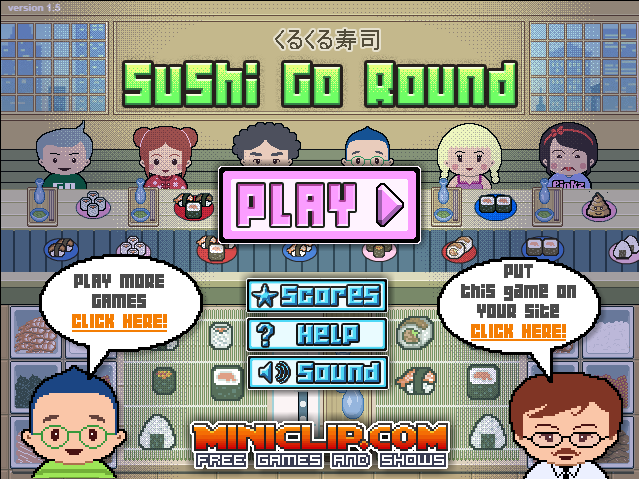 version 1.5
くるくる寿司
Sushi Go Round
PLAY
PLAY MORE
GAMES
CLICK HERE!
PUT
this game on
YOUR SITE
CLICK HERE!
Scores
Help
Sound
MINICLIP.COM
FREE GAMES AND SHOWS